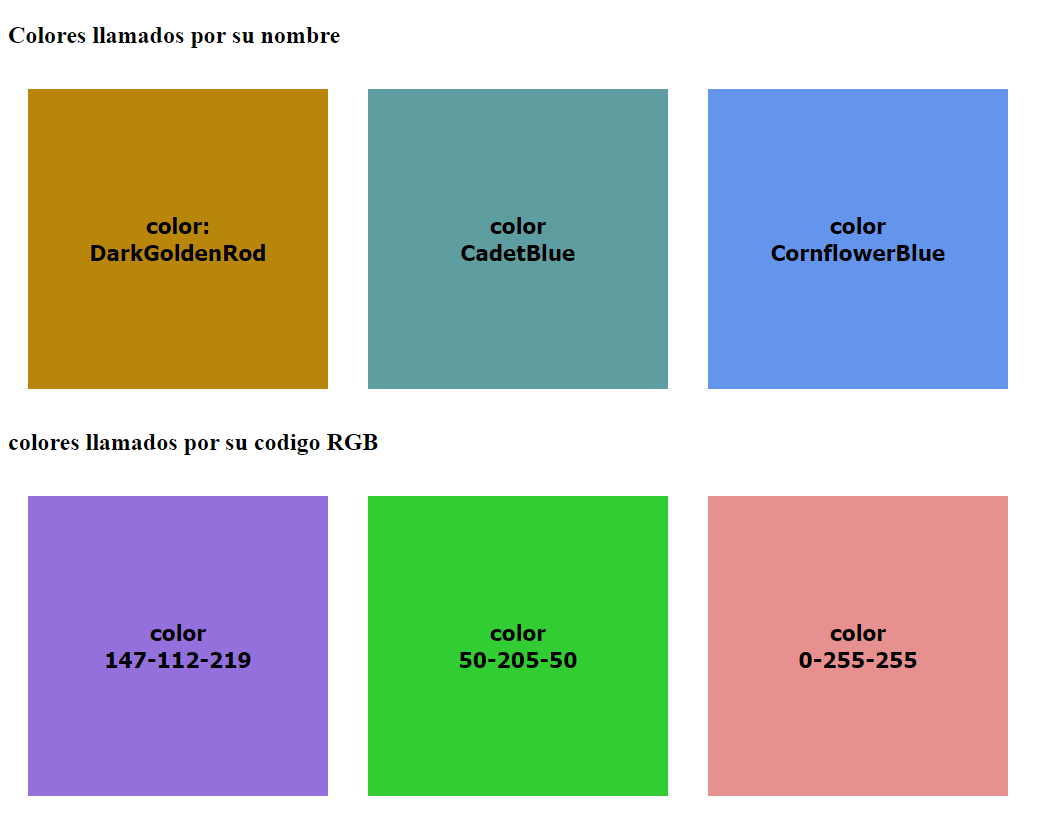 Colores llamados por su nombre
color:
DarkGoldenRod
color
CadetBlue
color
CornflowerBlue
colores llamados por su codigo RGB
color
147-112-219
color
50-205-50
color
0-255-255